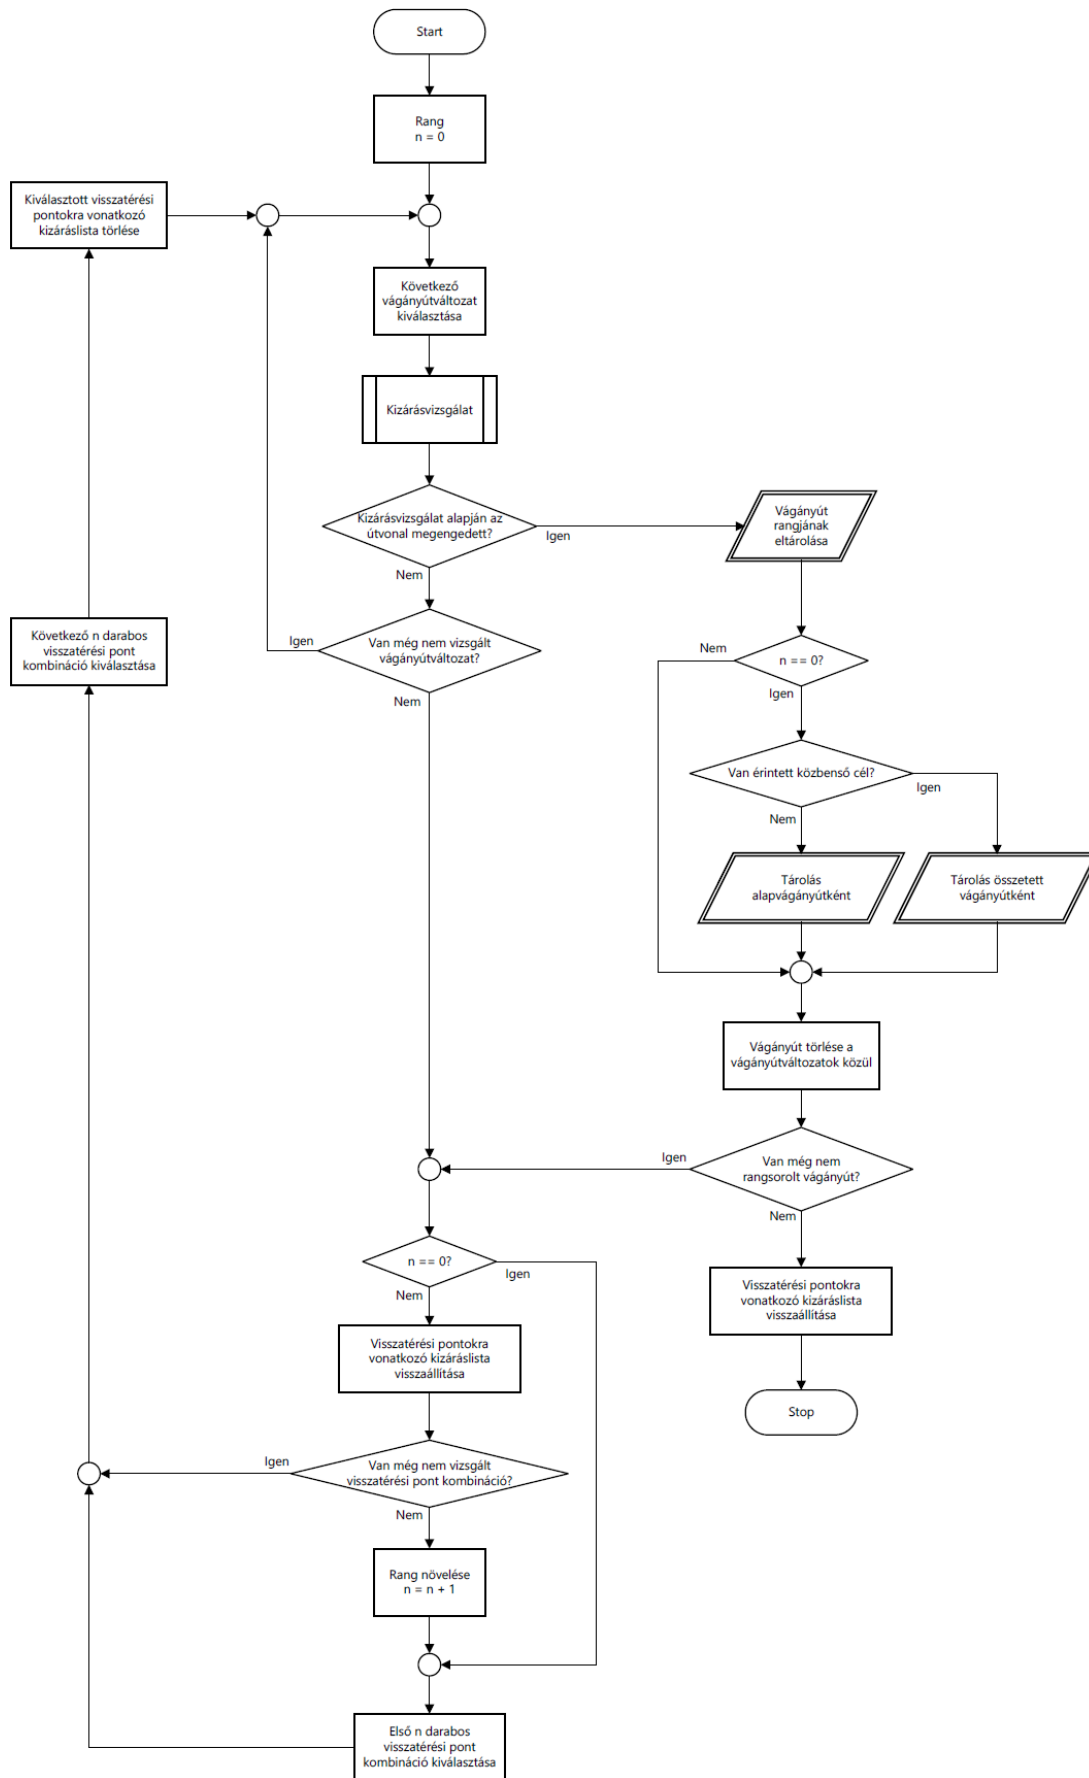 Start
Rang
n = 0
Kiválasztott visszatérési
pontokra vonatkozó
kizáráslista törlése
Következő
vágányútváltozat
kiválasztása
Kizárásvizsgálat
Kizárásvizsgálat alapján az
útvonal megengedett?
Igen
Nem
Vágányút
rangjának
eltárolása
Következő n darabos
visszatérési pont
kombináció kiválasztása
Igen
Van még nem vizsgált
vágányútváltozat?
Nem
Nem
n == 0?
Igen
Van érintett közbenső cél?
Igen
Nem
Tárolás
alapvágányútként
Tárolás összetett
vágányútként
Vágányút törlése a
vágányútváltozatok közül
Igen
Van még nem
rangsorolt vágányút?
Nem
n == 0?
Igen
Nem
Visszatérési pontokra
vonatkozó kizáráslista
visszaállítása
Visszatérési pontokra
vonatkozó kizáráslista
visszaállítása
Stop
Igen
Van még nem vizsgált
visszatérési pont kombináció?
Nem
Rang növelése
n = n + 1
Első n darabos
visszatérési pont
kombináció kiválasztása